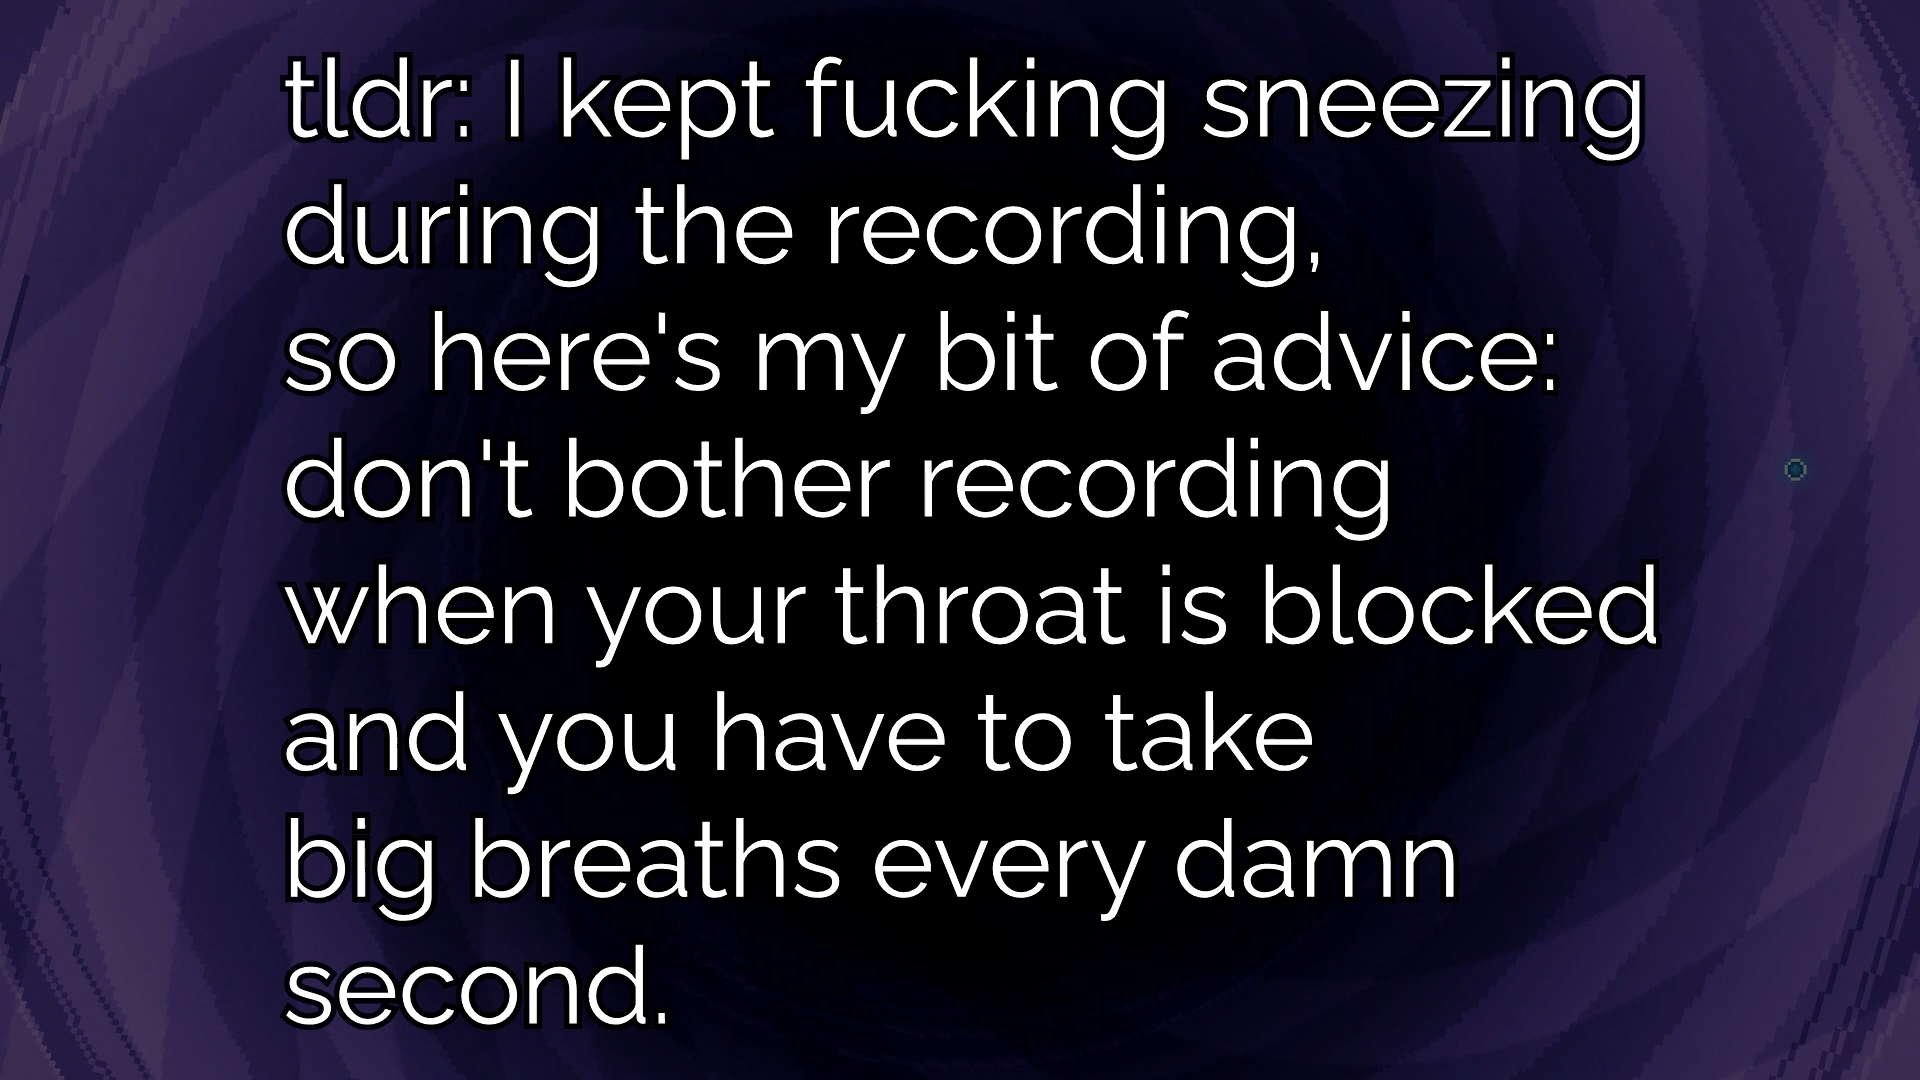 tldr: I kept fucking sneezing
during the recording,
so here's my bit of advice:
don't bother recording
when your throat is blocked
and you have to take
big breaths every damn
second.